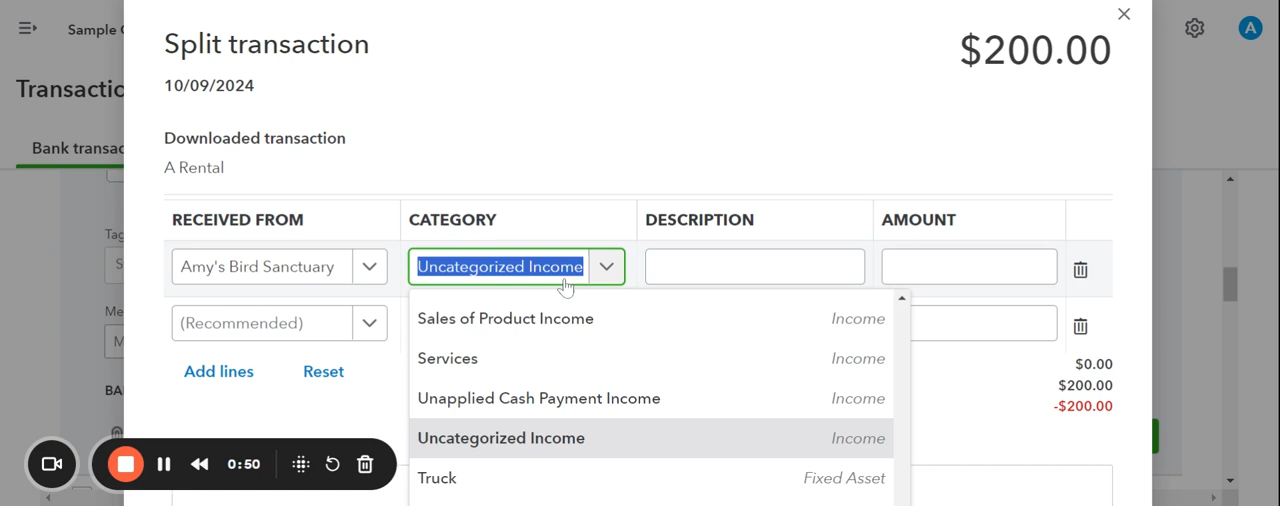 Sample
Split transaction
$200.00
A
Transactio
10/09/2024
Bank transac
Downloaded transaction
A Rental
RECEIVED FROM
CATEGORY
DESCRIPTION
AMOUNT
Tag
Amy's Bird Sanctuary
Uncategorized Income
S
Me
(Recommended)
Sales of Product Income
Income
M
Add lines
Reset
Services
Income
$0.00
BA
$200.00
Unapplied Cash Payment Income
Income
-$200.00
Uncategorized Income
Income
0:50
Truck
Fixed Asset